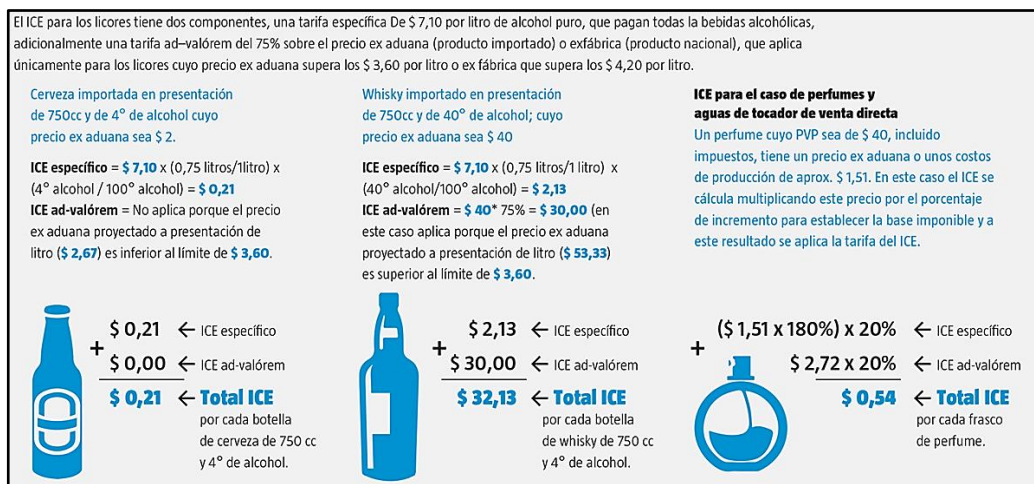 El ICE para los licores tiene dos componentes, una tarifa específica De $ 7,10 por litro de alcohol puro, que pagan todas la bebidas alcohólicas,
adicionalmente una tarifa ad–valórem del 75% sobre el precio ex aduana (producto importado) o exfábrica (producto nacional), que aplica
únicamente para los licores cuyo precio ex aduana supera los $ 3,60 por litro o ex fábrica que supera los $ 4,20 por litro.
Cerveza importada en presentación
de 750cc y de 4° de alcohol cuyo
precio ex aduana sea $ 2.
ICE específico = $ 7,10 x (0,75 litros/1litro) x
(4° alcohol / 100° alcohol) = $ 0,21
ICE ad-valórem = No aplica porque el precio
ex aduana proyectado a presentación de
litro ($ 2,67) es inferior al límite de $ 3,60.
+ $ 0,21 ← ICE específico
$ 0,00 ← ICE ad-valórem
$ 0,21 ← Total ICE
por cada botella
de cerveza de 750 cc
y 4° de alcohol.
Whisky importado en presentación
de 750cc y de 40° de alcohol; cuyo
precio ex aduana sea $ 40
ICE específico = $ 7,10 x (0,75 litros/1 litro) x
(40° alcohol/100° alcohol) = $ 2,13
ICE ad-valórem = $ 40* 75% = $ 30,00 (en
este caso aplica porque el precio ex aduana
proyectado a presentación de litro ($ 53,33)
es superior al límite de $ 3,60.
+ $ 2,13 ← ICE específico
$ 30,00 ← ICE ad-valórem
$ 32,13 ← Total ICE
por cada botella
de whisky de 750 cc
y 4° de alcohol.
ICE para el caso de perfumes y
aguas de tocador de venta directa
Un perfume cuyo PVP sea de $ 40, incluido
impuestos, tiene un precio ex aduana o unos costos
de producción de aprox. $ 1,51. En este caso el ICE se
cálcula multiplicando este precio por el porcentaje
de incremento para establecer la base imponible y a
este resultado se aplica la tarifa del ICE.
+ ($ 1,51 x 180%) x 20% ← ICE específico
$ 2,72 x 20% ← ICE ad-valórem
$ 0,54 ← Total ICE
por cada frasco
de perfume.